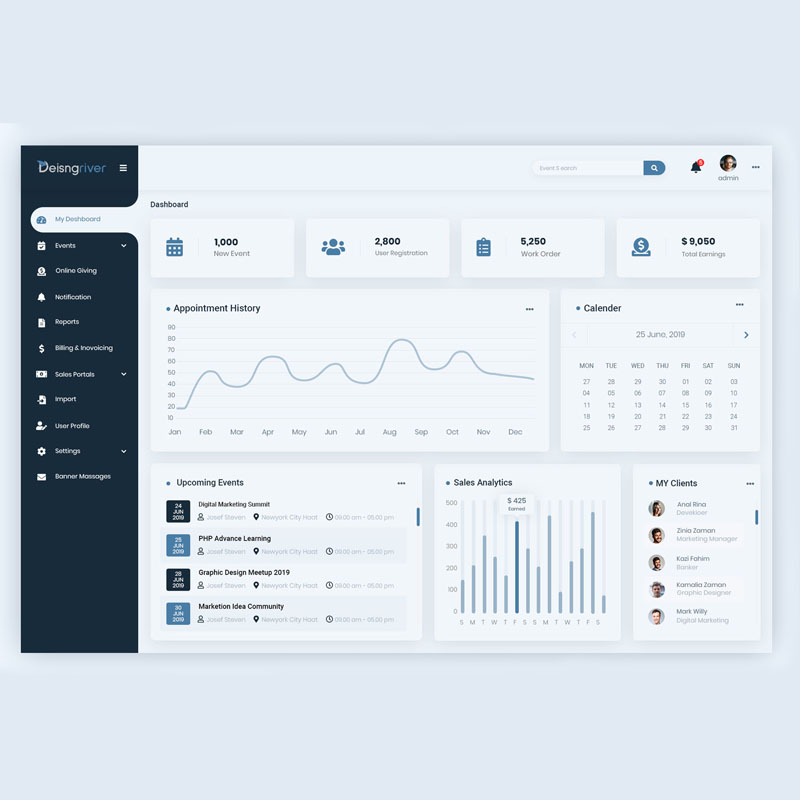 Deisngriver
Event S earch
5
admin
My Deshboard
Events
Online Giving
Notification
Reports
Billing & Inovoicing
Sales Portals
Import
User Profile
Settings
Banner Massages
Dashboard
1,000
New Event
2,800
User Registration
5,250
Work Order
$ 9,050
Total Earnings
Appointment History
90
80
70
60
50
40
30
20
10
Jan Feb Mar Apr May Jun Jul Aug Sep Oct Nov Dec
Calender
25 Juno, 2019
MON TUE WED THU FRI SAT SUN
27 28 29 30 01 02 03
04 05 06 07 08 09 10
11 12 13 14 15 16 17
18 19 20 21 22 23 24
25 26 27 28 29 30 31
Upcoming Events
24 JUN 2019
Digital Marketing Summit
Josef Steven Newyork City Haat 09.00 am - 05.00 pm
25 JUN 2019
PHP Advance Learning
Josef Steven Newyork City Haat 09.00 am - 05.00 pm
28 JUN 2019
Graphic Design Meetup 2019
Josef Steven Newyork City Haat 09.00 am - 05.00 pm
30 JUN 2019
Marketion Idea Community
Josef Steven Newyork City Haat 09.00 am - 05.00 pm
Sales Analytics
$ 425
Earned
500
400
300
200
100
0
S M T W T F S S M T W T F S
MY Clients
Anal Rina
Zinia Zaman
Marketing Manager
Kazi Fahim
Banker
Kamalia Zaman
Graphic Designer
Mark Willy
Digital Marketing